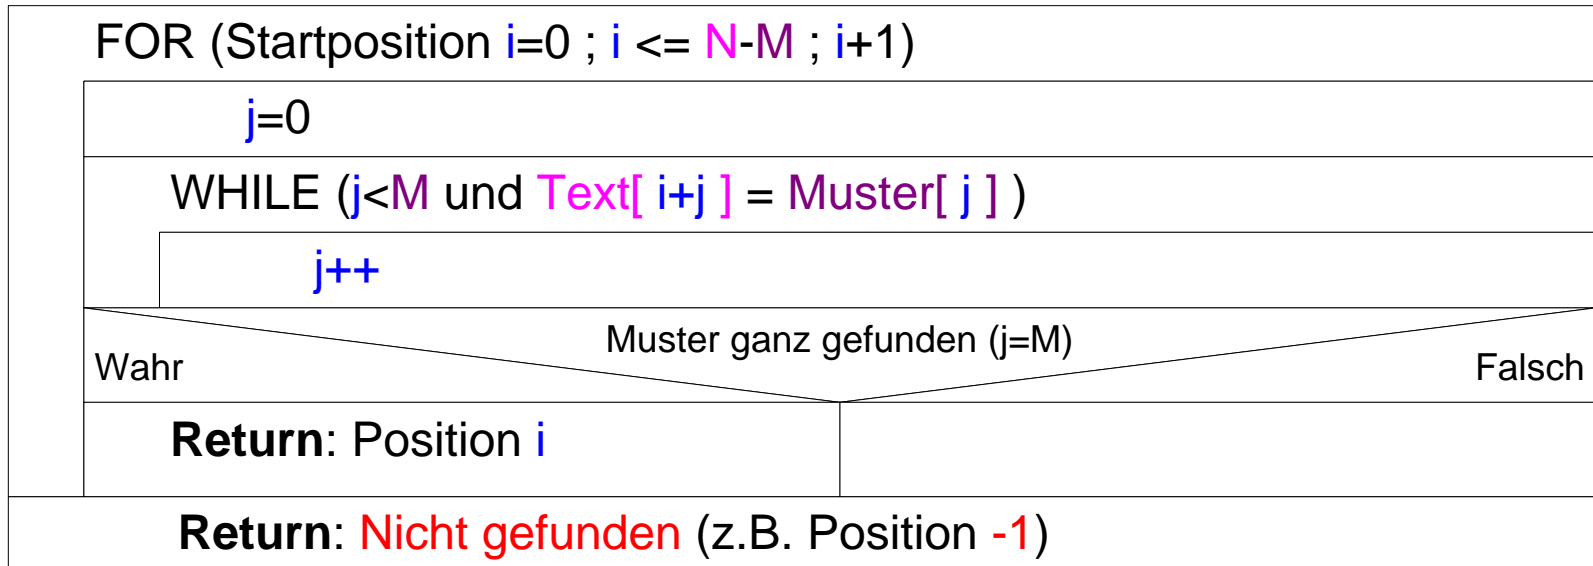 FOR (Startposition i=0 ; i <= N-M ; i+1)
j=0
WHILE (j<M und Text[ i+j ] = Muster[ j ] )
j++
Muster ganz gefunden (j=M)
Wahr
Falsch
Return: Position i
Return: Nicht gefunden (z.B. Position -1)